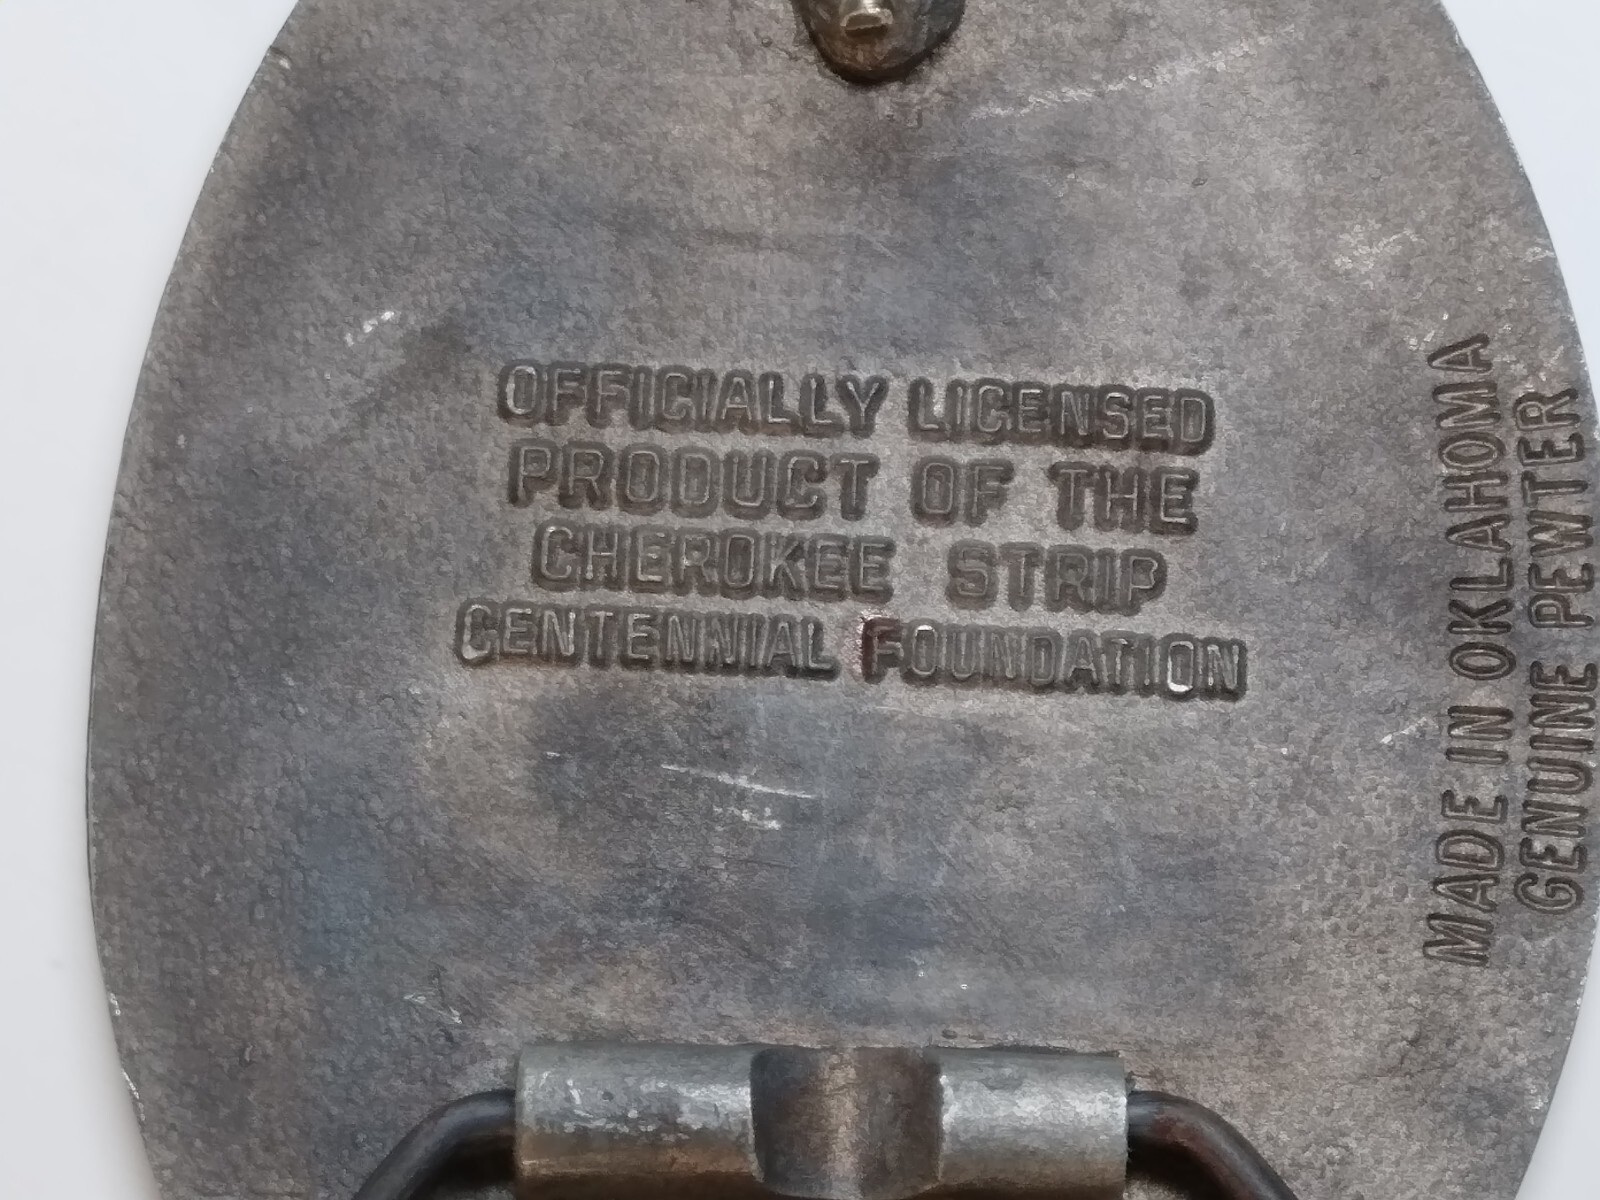 OFFICIALLY LICENSED
PRODUCT OF THE
CHEROKEE STRIP
CENTENNIAL FOUNDATION
MADE IN OKLAHOMA
GENUINE PEWTER